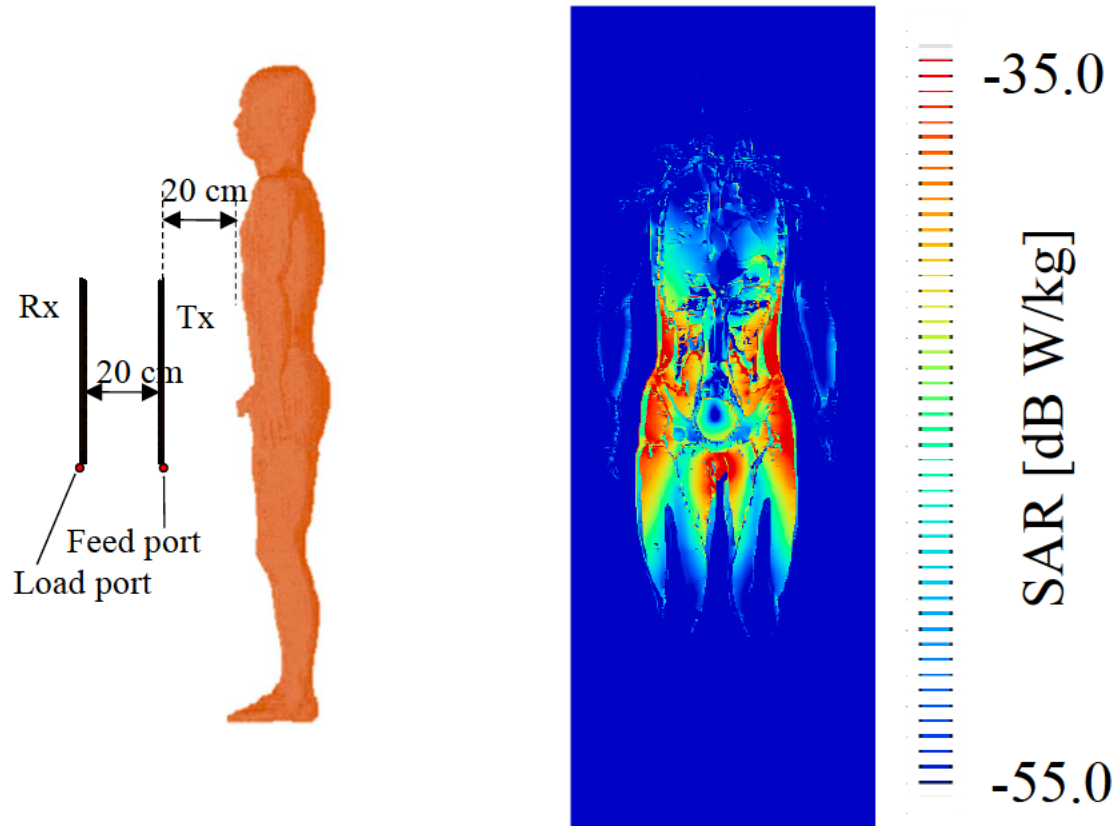 20 cm
Rx
Tx
20 cm
Feed port
Load port
-35.0
SAR [dB W/kg]
-55.0